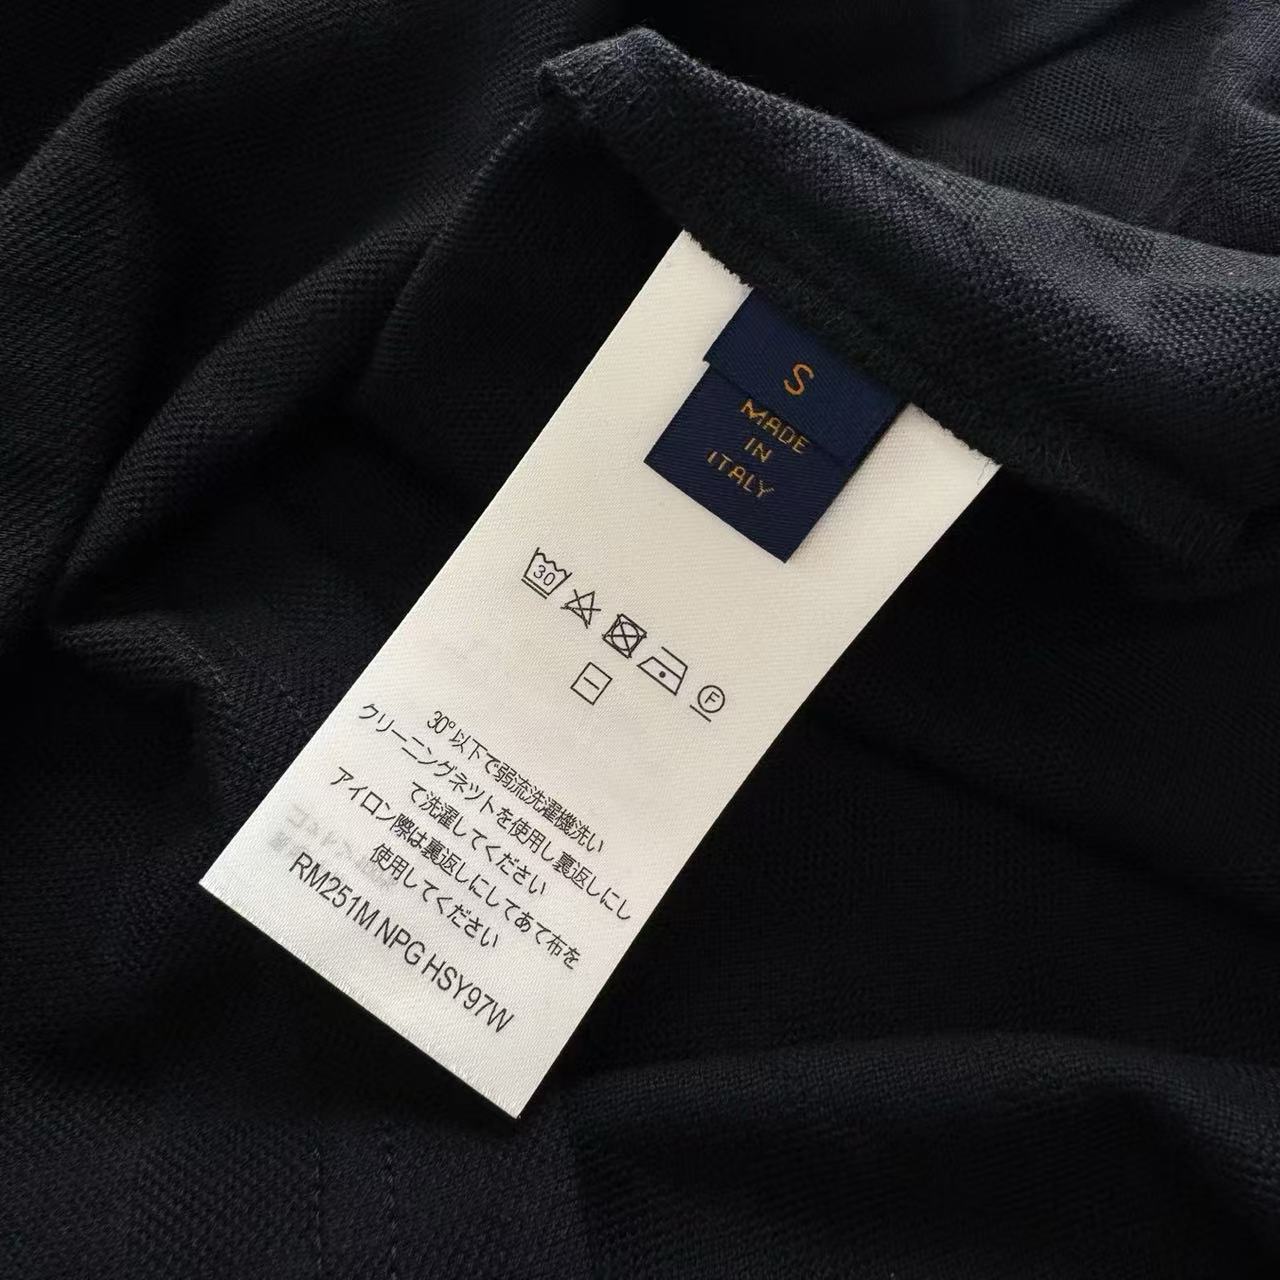 S
MADE
IN
ITALY
30
F
30°以下で弱流洗濯機洗い
クリーニングネットを使用し裏返しにし
て洗濯してください
アイロン際は裏返しにしてあて布を
使用してください
RM251M NPG HSY97W